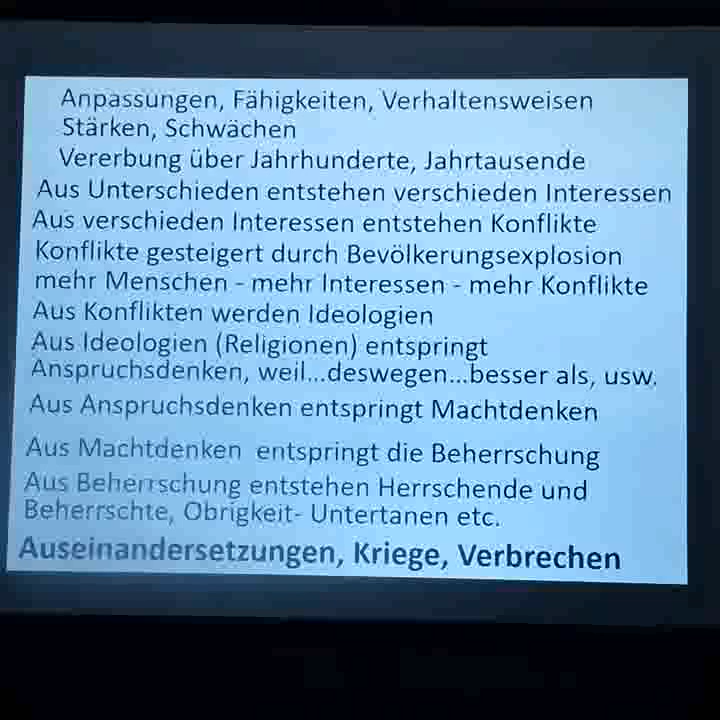 Anpassungen, Fähigkeiten, Verhaltensweisen
Stärken, Schwächen
Vererbung über Jahrhunderte, Jahrtausende
Aus Unterschieden entstehen verschieden Interessen
Aus verschieden Interessen entstehen Konflikte
Konflikte gesteigert durch Bevölkerungsexplosion
mehr Menschen - mehr Interessen - mehr Konflikte
Aus Konflikten werden Ideologien
Aus Ideologien (Religionen) entspringt
Anspruchsdenken, weil...deswegen...besser als, usw.
Aus Anspruchsdenken entspringt Machtdenken
Aus Machtdenken entspringt die Beherrschung
Aus Beherrschung entstehen Herrschende und
Beherrschte, Obrigkeit- Untertanen etc.
Auseinandersetzungen, Kriege, Verbrechen